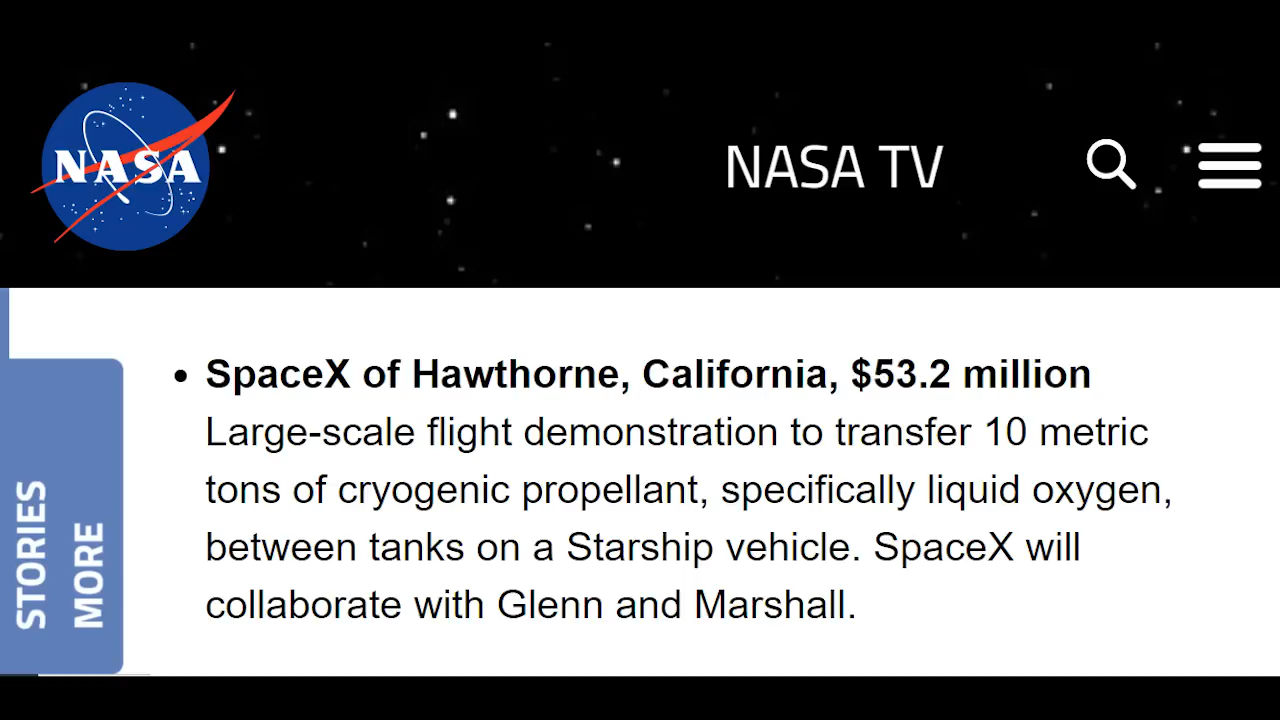 NASA
NASA TV
SpaceX of Hawthorne, California, $53.2 million
Large-scale flight demonstration to transfer 10 metric
tons of cryogenic propellant, specifically liquid oxygen,
between tanks on a Starship vehicle. SpaceX will
collaborate with Glenn and Marshall.
MORE
STORIES